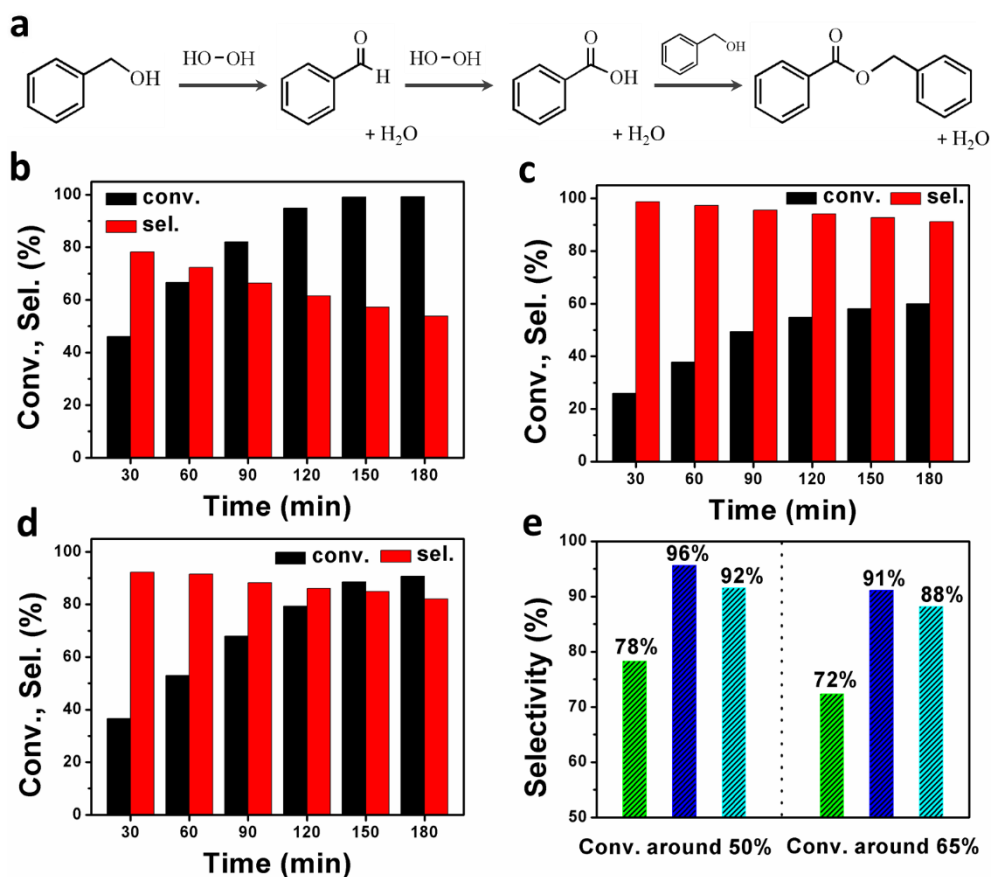 a
OH
HO-OH
O
H
+ H2O
HO-OH
O
OH
+ H2O
OH
O
O
+ H2O
b
conv.
sel.
Conv., Sel. (%)
100
80
60
40
20
0
30 60 90 120 150 180
Time (min)
c
conv. sel.
Conv., Sel. (%)
100
80
60
40
20
0
30 60 90 120 150 180
Time (min)
d
conv. sel.
Conv., Sel. (%)
100
80
60
40
20
0
30 60 90 120 150 180
Time (min)
e
Selectivity (%)
100
90
80
70
60
50
78% 96% 92% 72% 91% 88%
Conv. around 50% Conv. around 65%